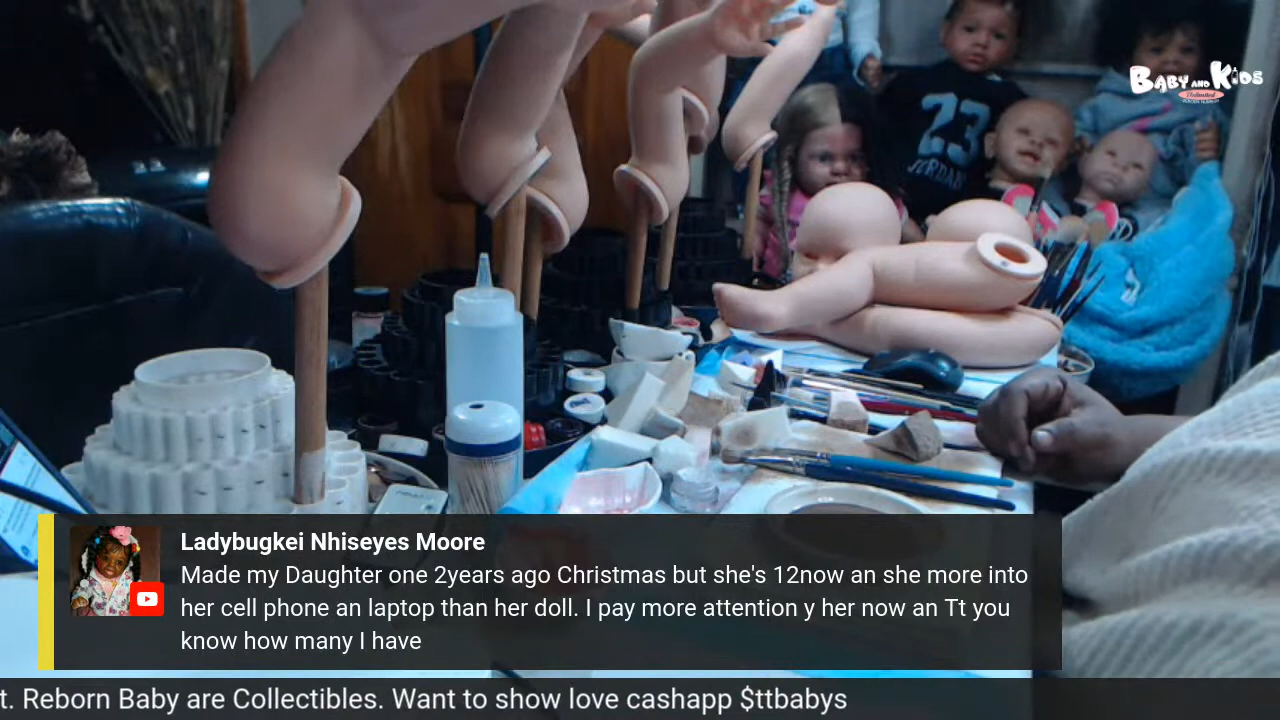 BABY AND KIDS
Unlimited
23
JORDAN
Ladybugkei Nhiseyes Moore
Made my Daughter one 2years ago Christmas but she's 12now an she more into
her cell phone an laptop than her doll. I pay more attention y her now an Tt you
know how many I have
t. Reborn Baby are Collectibles. Want to show love cashapp $ttbabys